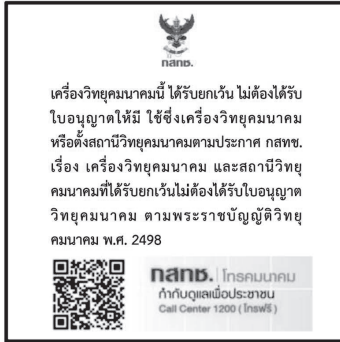 กสทช.
เครื่องวิทยุคมนาคมนี้ ได้รับยกเว้น ไม่ต้องได้รับ
ใบอนุญาตให้มี ใช้ซึ่งเครื่องวิทยุคมนาคม
หรือตั้งสถานีวิทยุคมนาคมตามประกาศ กสทช.
เรื่อง เครื่องวิทยุคมนาคม และสถานีวิทยุ
คมนาคมที่ได้รับยกเว้นไม่ต้องได้รับใบอนุญาต
วิทยุคมนาคม ตามพระราชบัญญัติวิทยุ
คมนาคม พ.ศ. 2498
กสทช. | โทรคมนาคม
กำกับดูแลเพื่อประชาชน
Call Center 1200 (โทรฟรี)